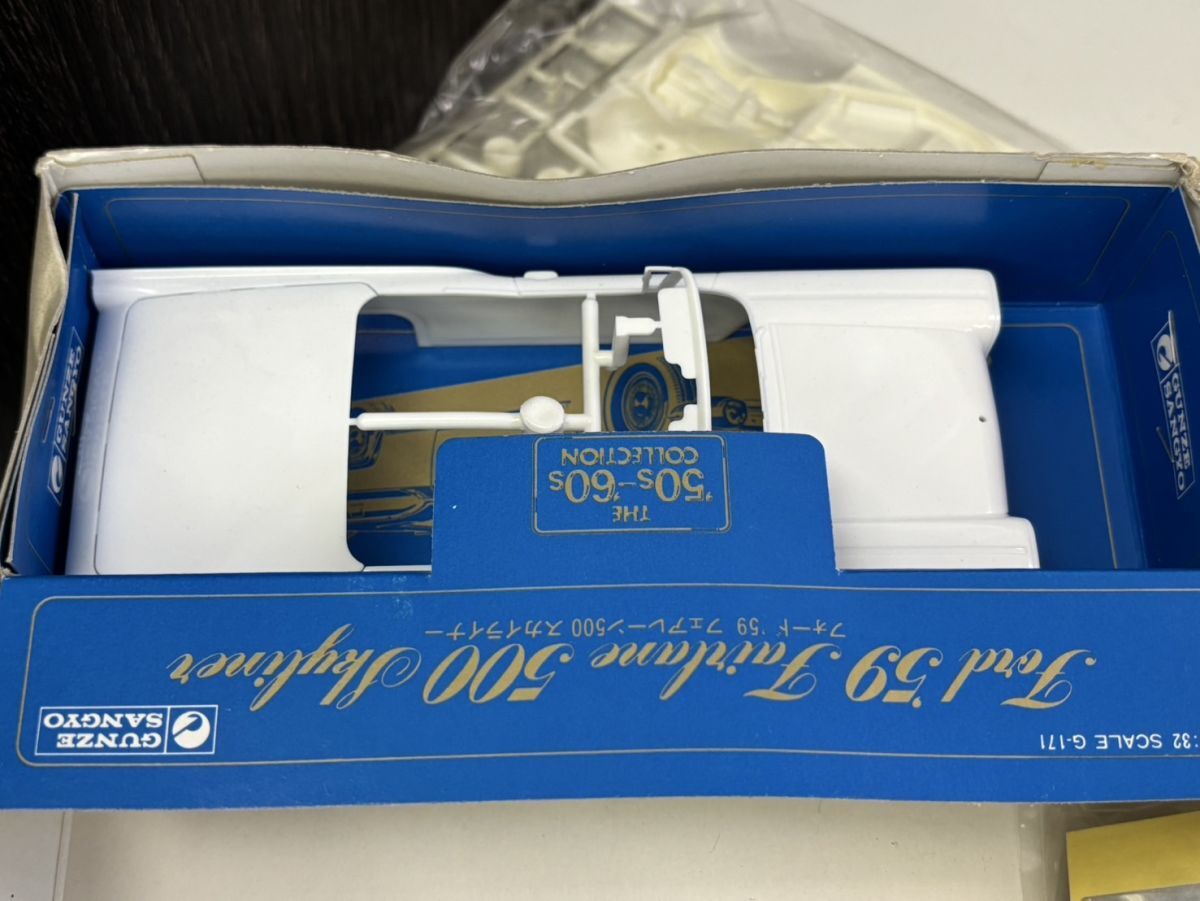 THE
'50s-'60s
COLLECTION
Ford '59 Fairlane 500 Skyliner
フォード '59 フェアレーン500 スカイライナー
:32 SCALE G-171
GUNZE
SANGYO
GUNZE
SANGYO
GUNZE
SANGYO